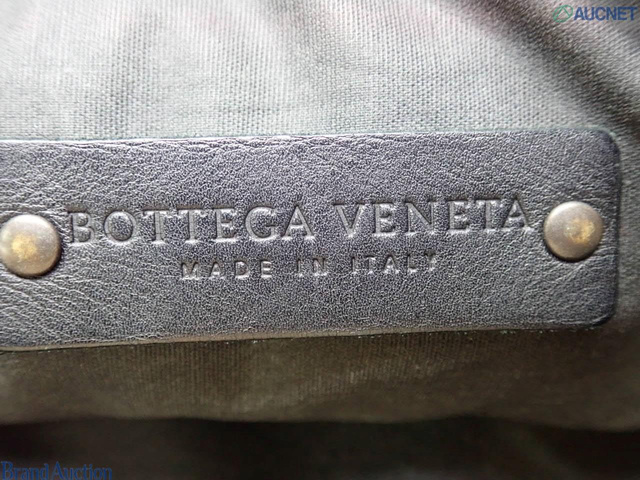 AUCNET
BOTTEGA VENETA
MADE IN ITALY
Brand Auction